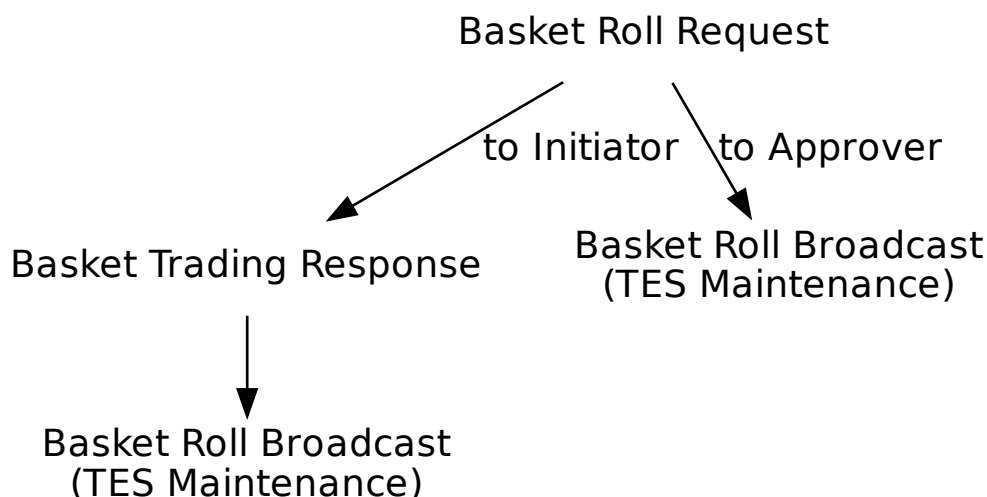 Basket Roll Request
to Initiator
to Approver
Basket Trading Response
Basket Roll Broadcast
(TES Maintenance)
Basket Roll Broadcast
(TES Maintenance)